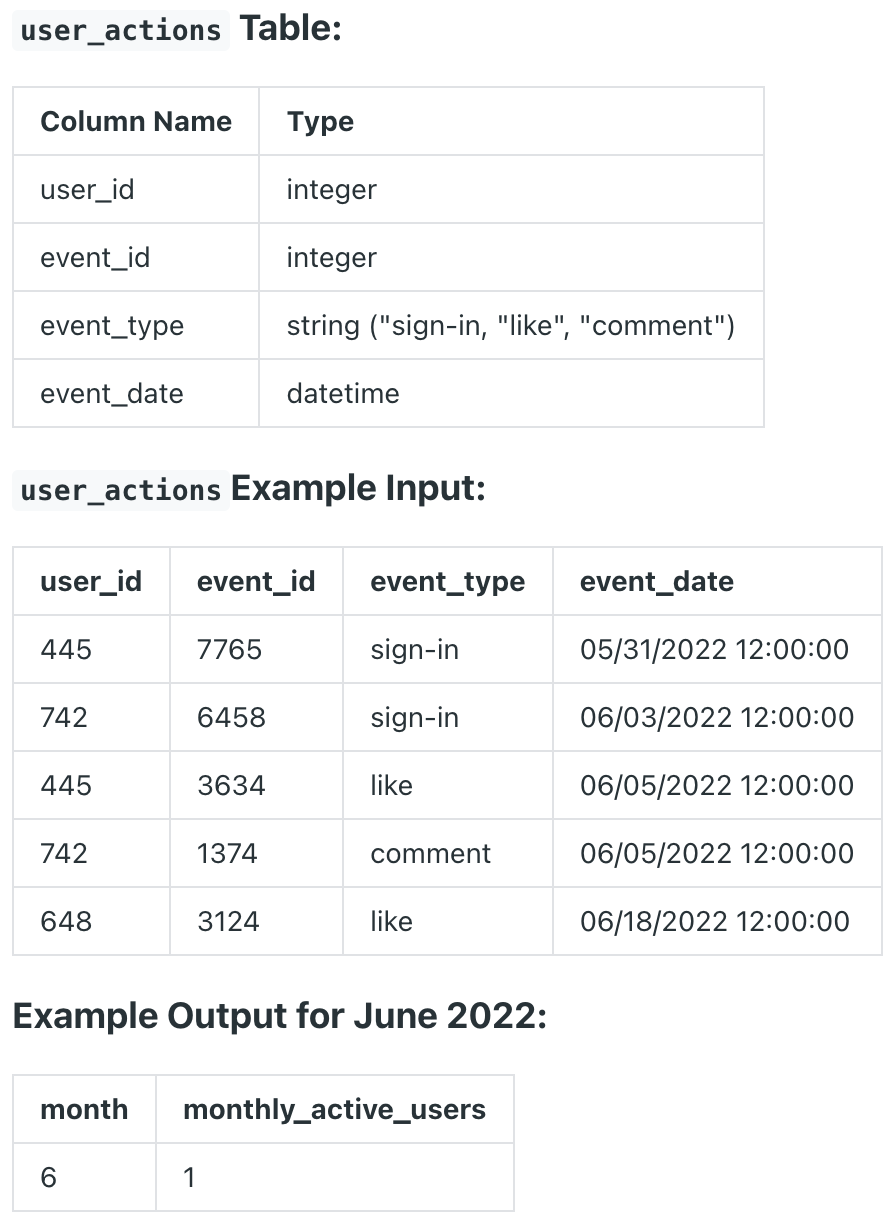 user_actions Table:
Column Name Type
user_id integer
event_id integer
event_type string ("sign-in, "like", "comment")
event_date datetime
user_actions Example Input:
user_id event_id event_type event_date
445 7765 sign-in 05/31/2022 12:00:00
742 6458 sign-in 06/03/2022 12:00:00
445 3634 like 06/05/2022 12:00:00
742 1374 comment 06/05/2022 12:00:00
648 3124 like 06/18/2022 12:00:00
Example Output for June 2022:
month monthly_active_users
6 1